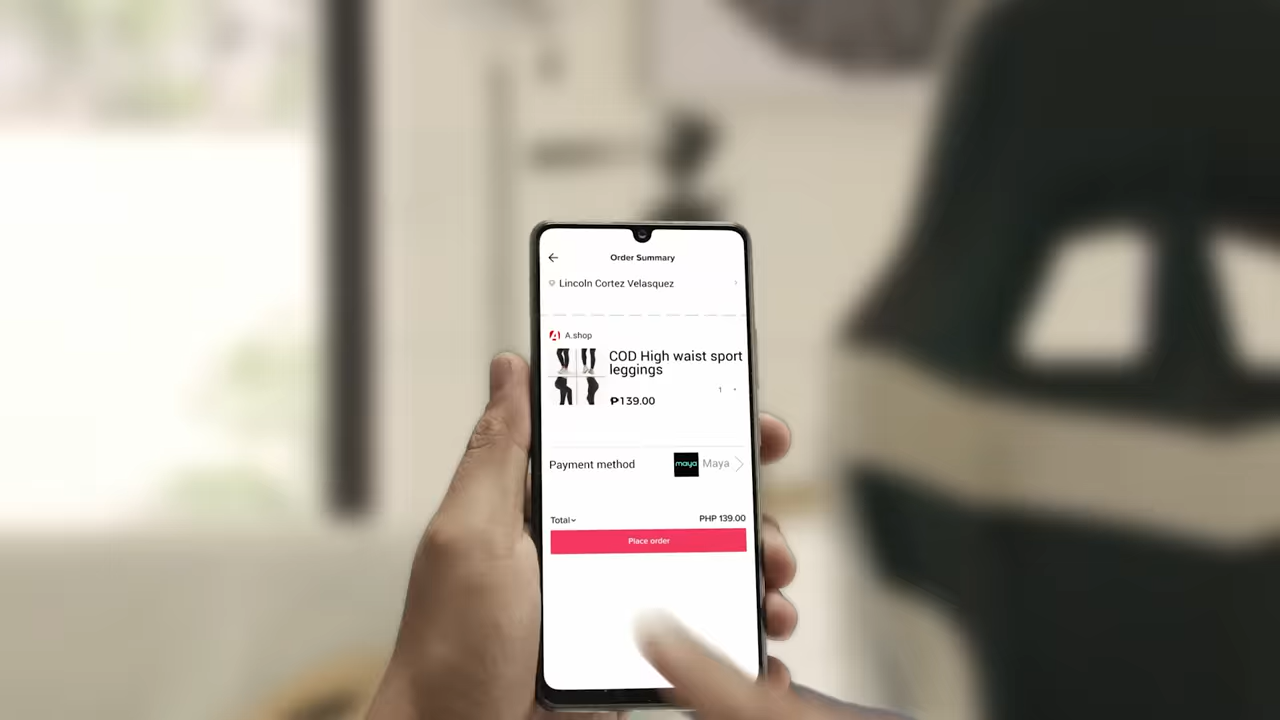 Order Summary
Lincoln Cortez Velasquez
A.shop
COD High waist sport
leggings
1
₱139.00
Payment method
maya
Maya
Total
PHP 139.00
Place order